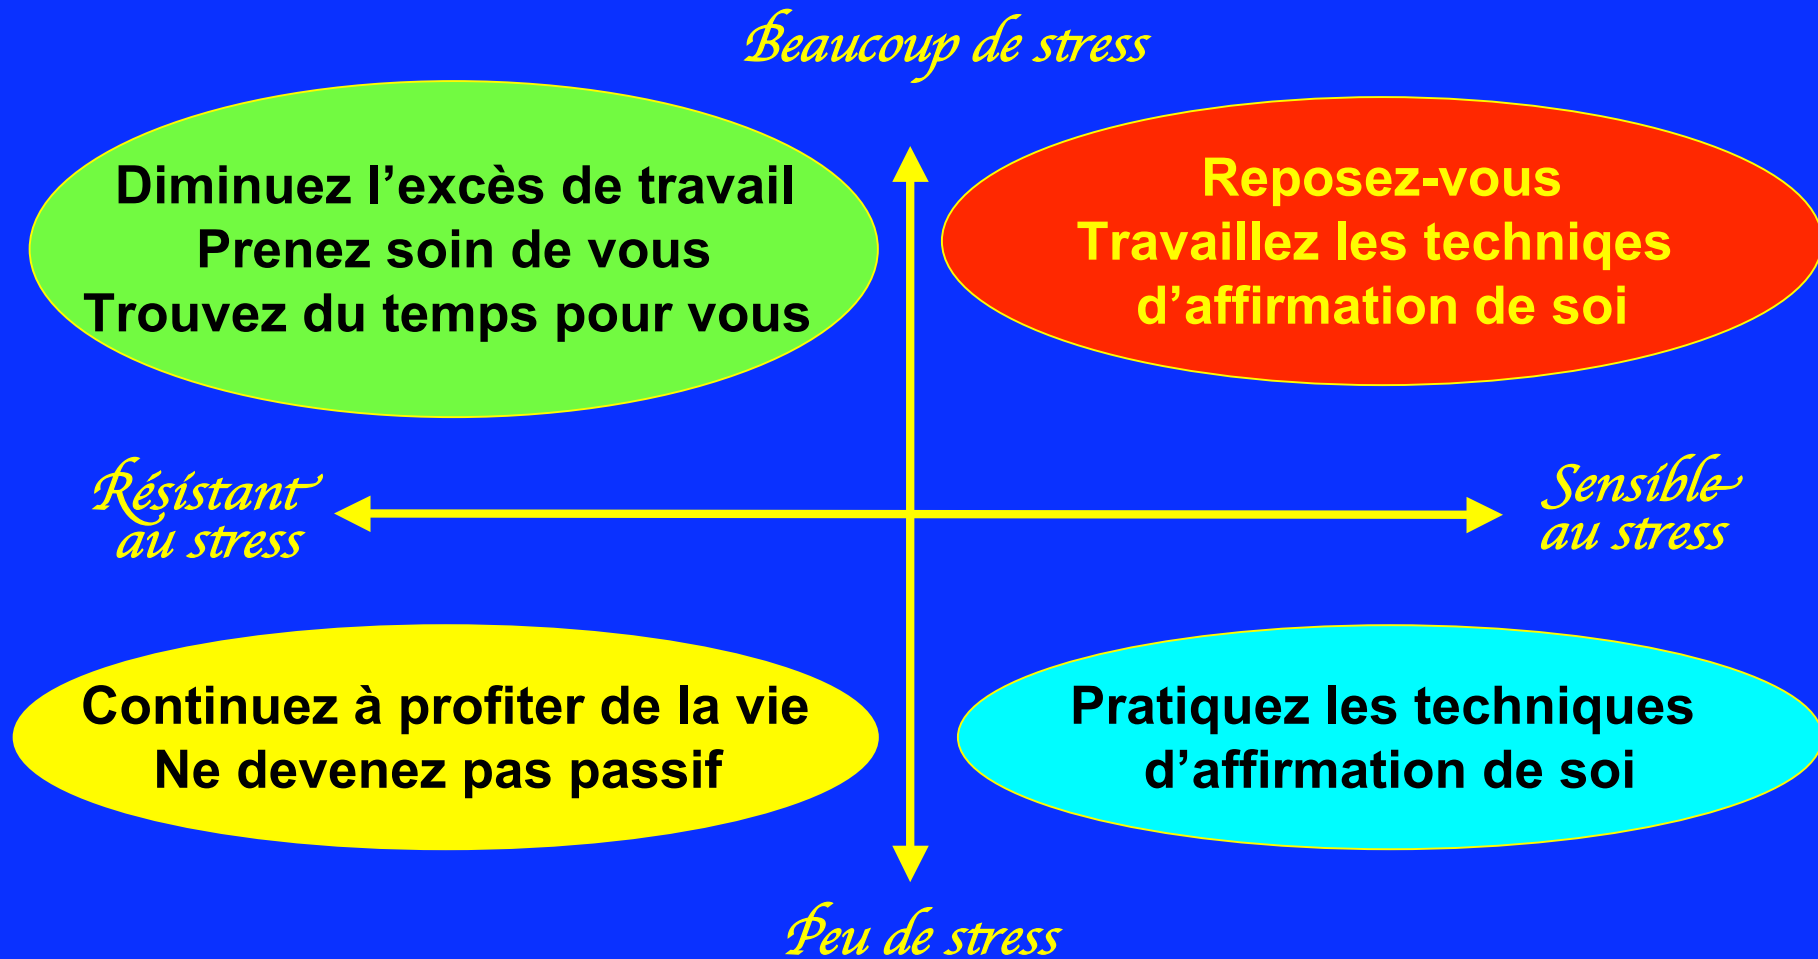 Beaucoup de stress
Diminuez l’excès de travail
Prenez soin de vous
Trouvez du temps pour vous
Reposez-vous
Travaillez les techniqes
d’affirmation de soi
Résistant
au stress
Sensible
au stress
Continuez à profiter de la vie
Ne devenez pas passif
Pratiquez les techniques
d’affirmation de soi
Peu de stress